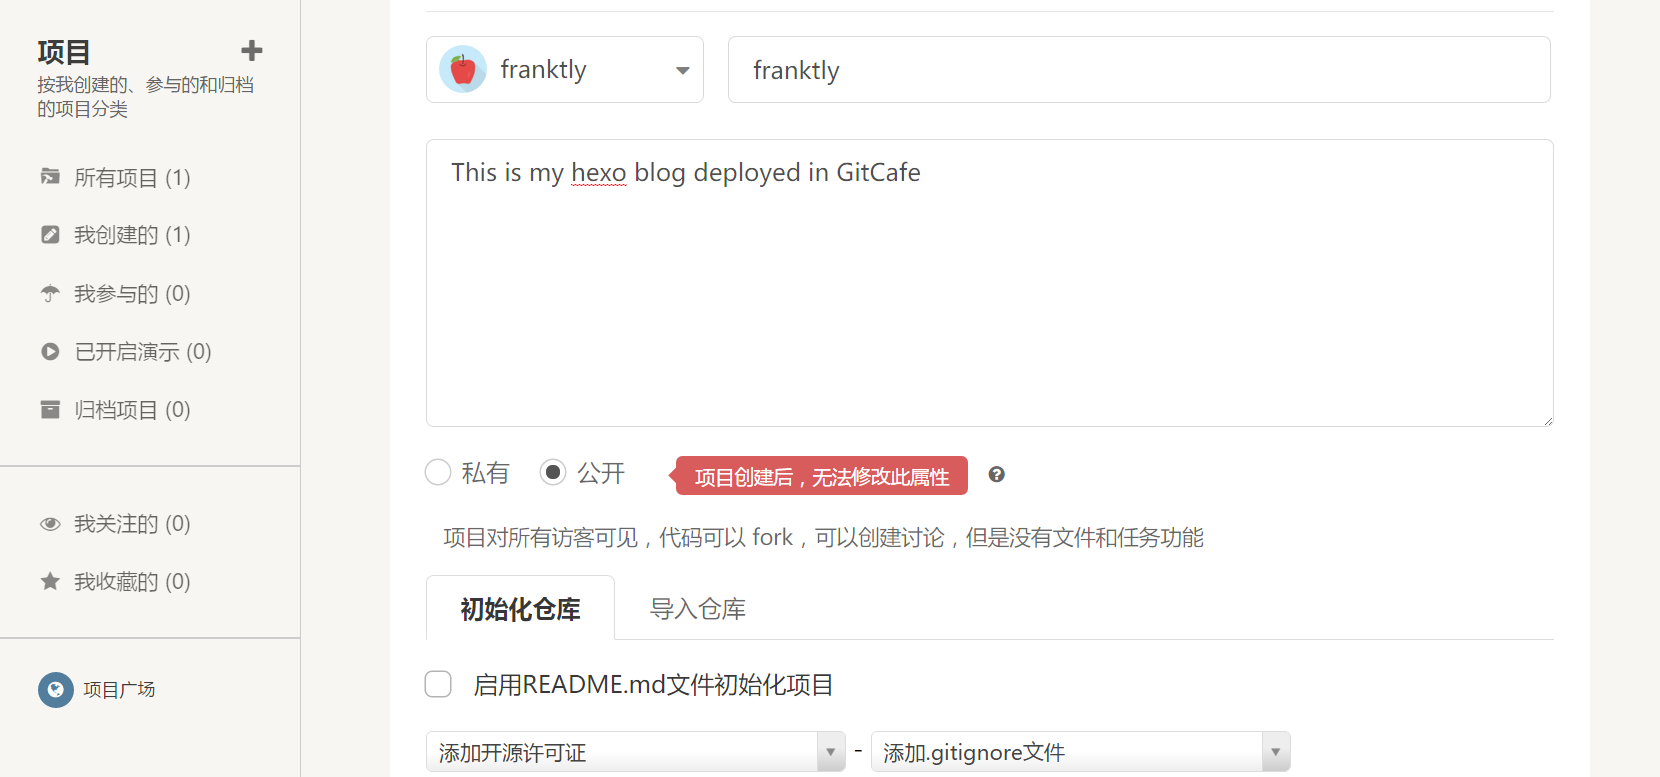 项目
按我创建的、参与的和归档
的项目分类
所有项目 (1)
我创建的 (1)
我参与的 (0)
已开启演示 (0)
归档项目 (0)
我关注的 (0)
我收藏的 (0)
项目广场
franktly
franktly
This is my hexo blog deployed in GitCafe
私有
公开
项目创建后，无法修改此属性
项目对所有访客可见，代码可以 fork，可以创建讨论，但是没有文件和任务功能
初始化仓库
导入仓库
启用README.md文件初始化项目
添加开源许可证 - 添加.gitignore文件